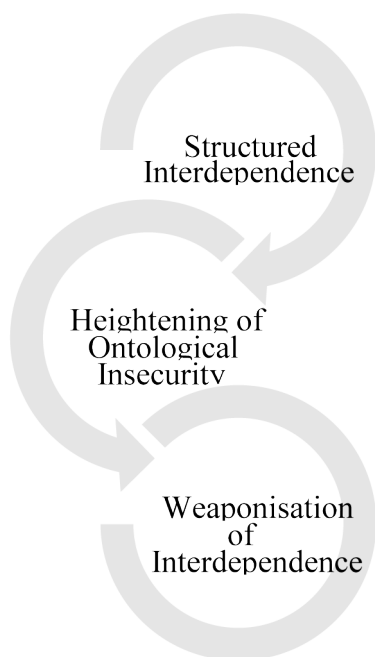 Structured
Interdependence
Heightening of
Ontological
Insecurity
Weaponisation
of
Interdependence